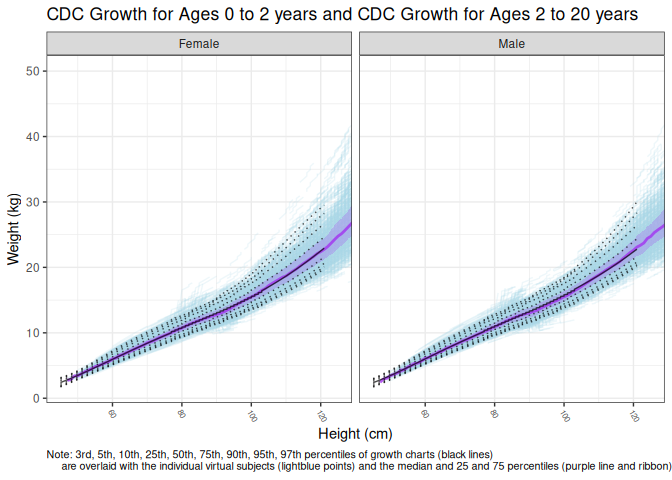 CDC Growth for Ages 0 to 2 years and CDC Growth for Ages 2 to 20 years
Female
Male
50
40
30
20
10
0
Weight (kg)
60
80
100
120
60
80
100
120
Height (cm)
Note: 3rd, 5th, 10th, 25th, 50th, 75th, 90th, 95th, 97th percentiles of growth charts (black lines)
are overlaid with the individual virtual subjects (lightblue points) and the median and 25 and 75 percentiles (purple line and ribbon)